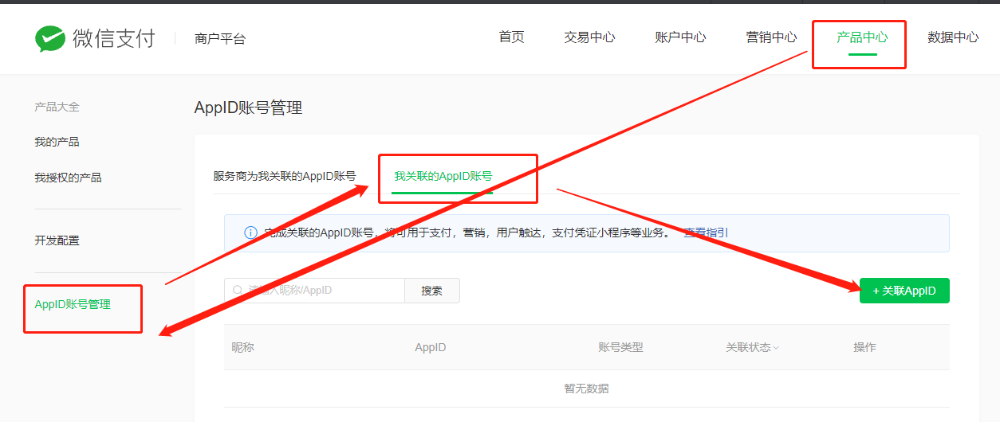 微信支付 商户平台 首页 交易中心 账户中心 营销中心 产品中心 数据中心
产品大全
我的产品
我授权的产品
开发配置
AppID账号管理
AppID账号管理
服务商为我关联的AppID账号 我关联的AppID账号
完成关联的AppID账号，将可用于支付，营销，用户触达，支付凭证小程序等业务。 查看指引
请输入昵称/AppID 搜索 + 关联AppID
昵称 AppID 账号类型 关联状态 操作
暂无数据